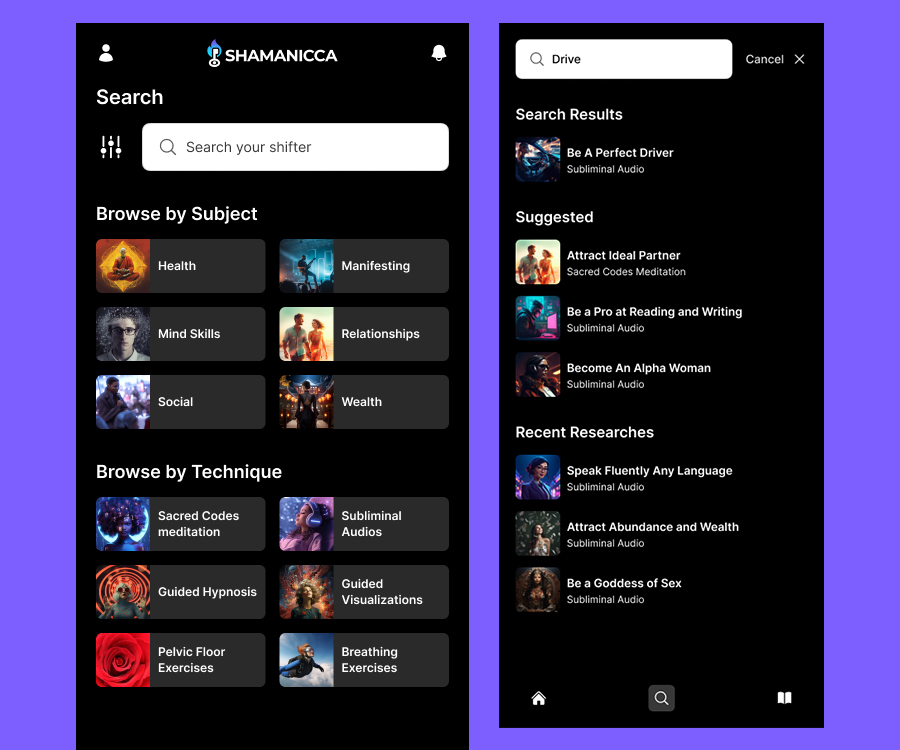 SHAMANICCA
Search
Search your shifter
Browse by Subject
Health
Manifesting
Mind Skills
Relationships
Social
Wealth
Browse by Technique
Sacred Codes
meditation
Subliminal
Audios
Guided Hypnosis
Guided
Visualizations
Pelvic Floor
Exercises
Breathing
Exercises
Drive
Cancel
Search Results
Be A Perfect Driver
Subliminal Audio
Suggested
Attract Ideal Partner
Sacred Codes Meditation
Be a Pro at Reading and Writing
Subliminal Audio
Become An Alpha Woman
Subliminal Audio
Recent Researches
Speak Fluently Any Language
Subliminal Audio
Attract Abundance and Wealth
Subliminal Audio
Be a Goddess of Sex
Subliminal Audio